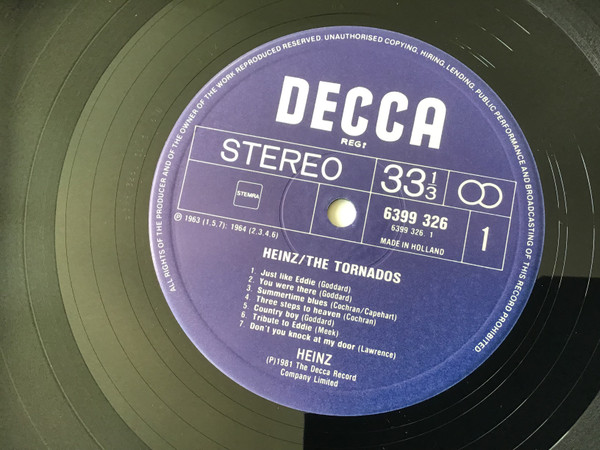 ALL RIGHTS OF THE PRODUCER AND OF THE OWNER OF THE WORK REPRODUCED RESERVED. UNAUTHORISED COPYING, HIRING, LENDING, PUBLIC PERFORMANCE AND BROADCASTING OF THIS RECORD PROHIBITED.
DECCA
REGT
STEREO
33 1/3
STEMRA
6399 326
6399 326. 1
MADE IN HOLLAND
1
℗ 1963 (1.5.7); 1964 (2.3.4.6)
HEINZ/THE TORNADOS
1. Just like Eddie (Goddard)
2. You were there (Goddard)
3. Summertime blues (Cochran/Capehart)
4. Three steps to heaven (Cochran)
5. Country boy (Goddard)
6. Tribute to Eddie (Meek)
7. Don't you knock at my door (Lawrence)
HEINZ
(P)1981 The Decca Record
Company Limited